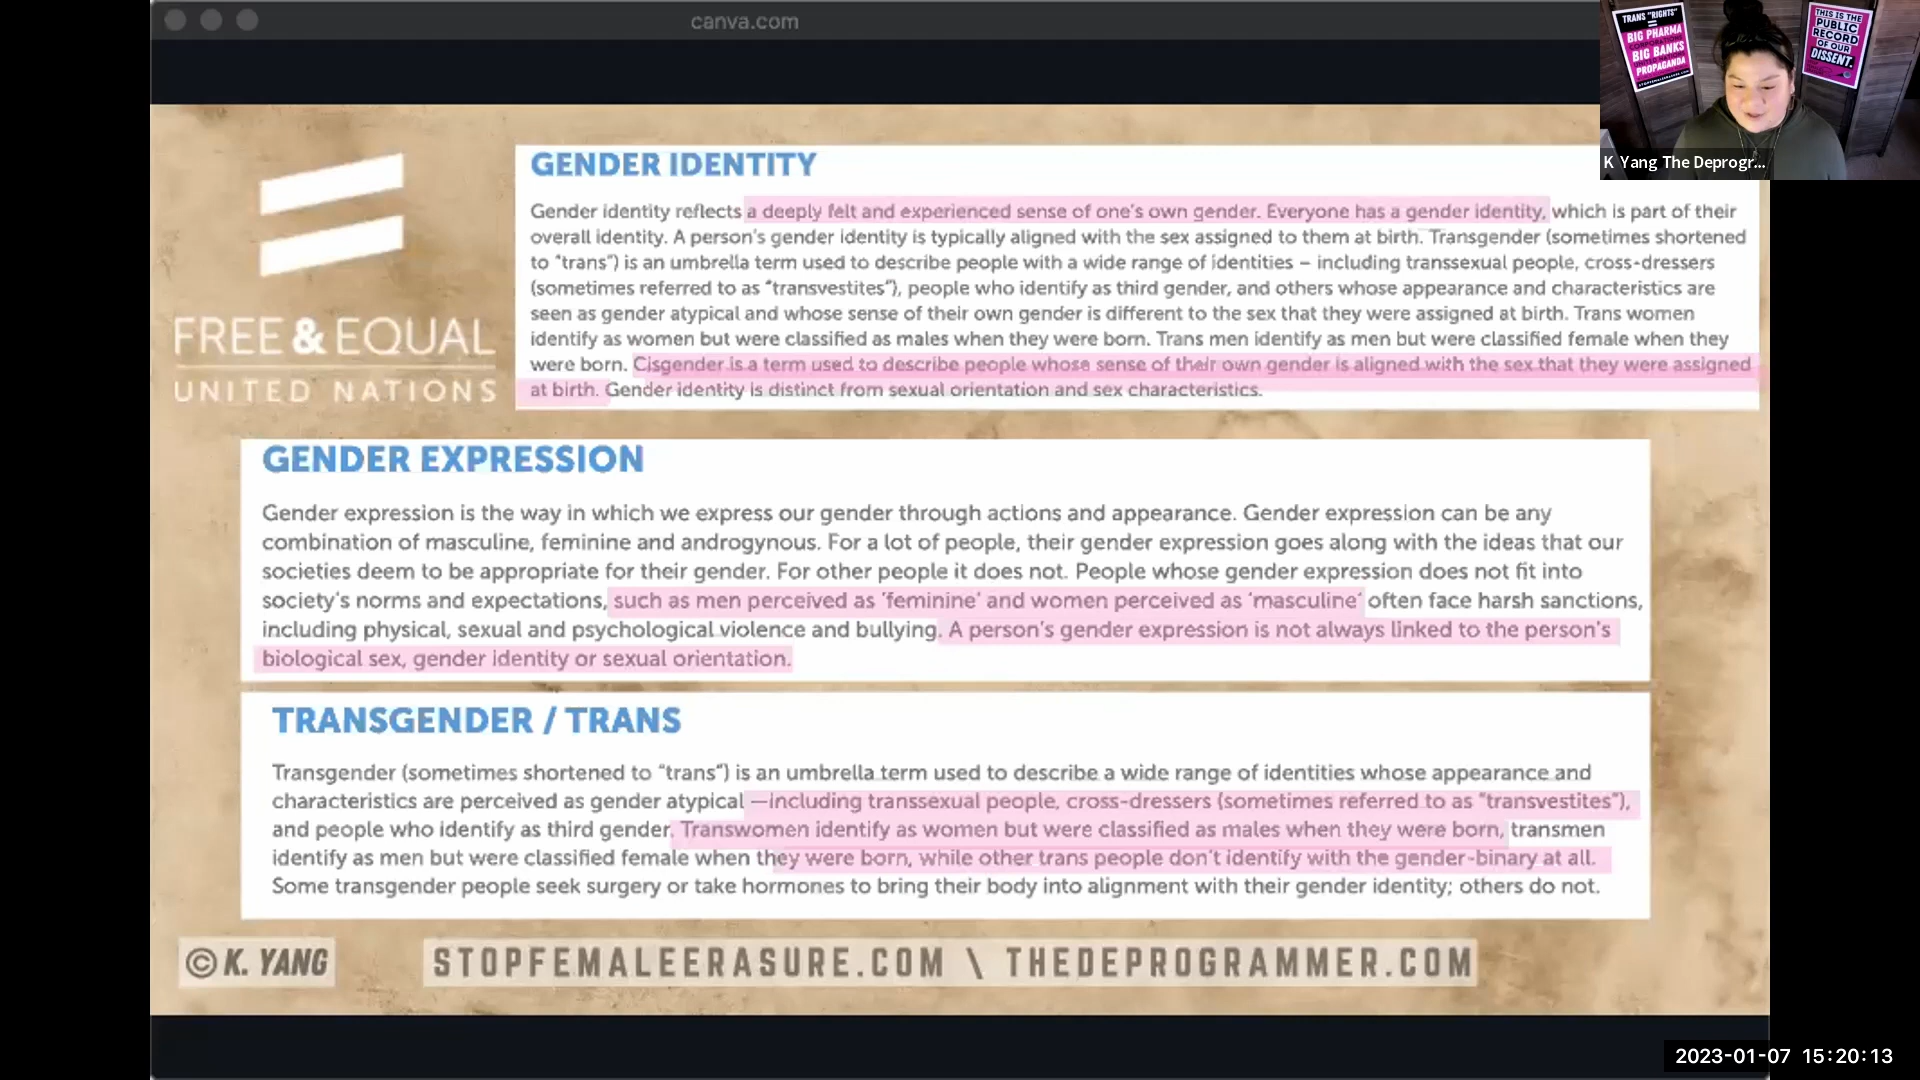 canva.com
TRANS "RIGHTS"
=
BIG PHARMA
BIG BANKS
PROPAGANDA
THIS IS THE
PUBLIC
RECORD
OF OUR
DISSENT.
K Yang The Deprogr...
FREE & EQUAL
UNITED NATIONS
GENDER IDENTITY
Gender identity reflects a deeply felt and experienced sense of one's own gender. Everyone has a gender identity, which is part of their
overall identity. A person's gender identity is typically aligned with the sex assigned to them at birth. Transgender (sometimes shortened
to "trans") is an umbrella term used to describe people with a wide range of identities – including transsexual people, cross-dressers
(sometimes referred to as "transvestites"), people who identify as third gender, and others whose appearance and characteristics are
seen as gender atypical and whose sense of their own gender is different to the sex that they were assigned at birth. Trans women
identify as women but were classified as males when they were born. Trans men identify as men but were classified female when they
were born. Cisgender is a term used to describe people whose sense of their own gender is aligned with the sex that they were assigned
at birth. Gender identity is distinct from sexual orientation and sex characteristics.
GENDER EXPRESSION
Gender expression is the way in which we express our gender through actions and appearance. Gender expression can be any
combination of masculine, feminine and androgynous. For a lot of people, their gender expression goes along with the ideas that our
societies deem to be appropriate for their gender. For other people it does not. People whose gender expression does not fit into
society's norms and expectations, such as men perceived as 'feminine' and women perceived as 'masculine' often face harsh sanctions,
including physical, sexual and psychological violence and bullying. A person's gender expression is not always linked to the person's
biological sex, gender identity or sexual orientation.
TRANSGENDER / TRANS
Transgender (sometimes shortened to "trans") is an umbrella term used to describe a wide range of identities whose appearance and
characteristics are perceived as gender atypical —including transsexual people, cross-dressers (sometimes referred to as "transvestites"),
and people who identify as third gender. Transwomen identify as women but were classified as males when they were born, transmen
identify as men but were classified female when they were born, while other trans people don't identify with the gender-binary at all.
Some transgender people seek surgery or take hormones to bring their body into alignment with their gender identity; others do not.
© K. YANG
STOPFEMALEERASURE.COM \ THEDEPROGRAMMER.COM
2023-01-07 15:20:13